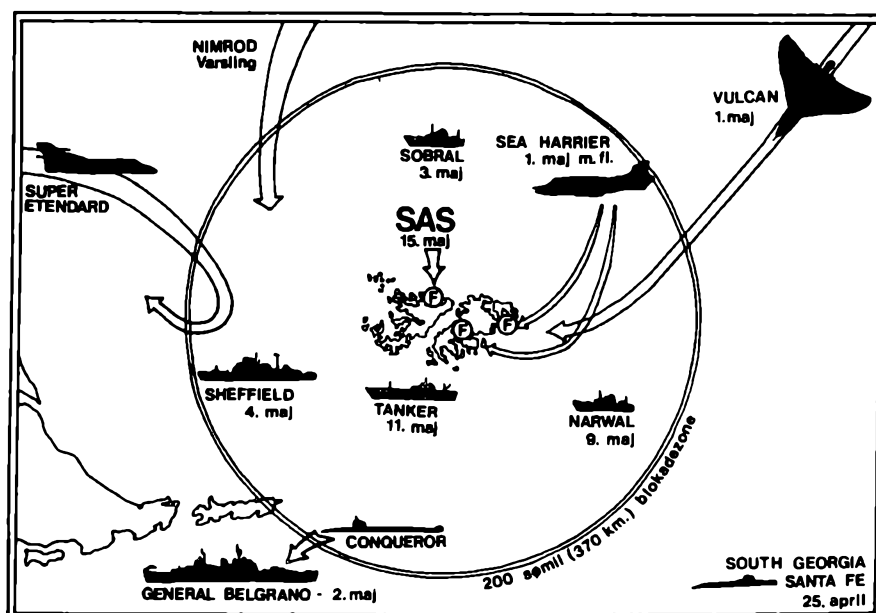 NIMROD
Varsling
VULCAN
1. maj
SOBRAL
3. maj
SEA HARRIER
1. maj m. fl.
SUPER
ETENDARD
SAS
15. maj
F
F
F
SHEFFIELD
4. maj
TANKER
11. maj
NARWAL
9. maj
200 sømil (370 km.) blokadezone
CONQUEROR
GENERAL BELGRANO - 2. maj
SOUTH GEORGIA
SANTA FE
25. april